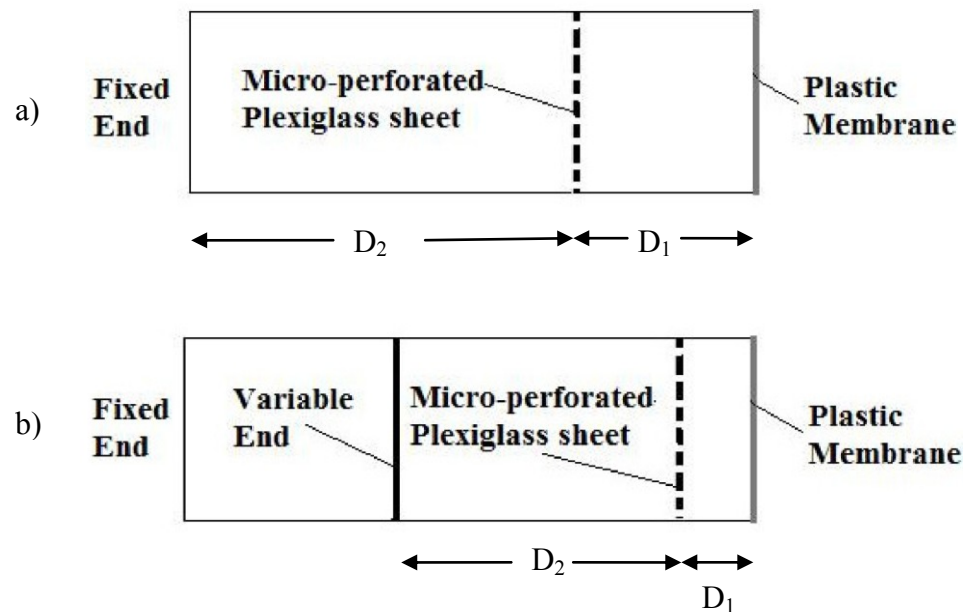 a)
Fixed
End
Micro-perforated
Plexiglass sheet
Plastic
Membrane
D₂
D₁
b)
Fixed
End
Variable
End
Micro-perforated
Plexiglass sheet
Plastic
Membrane
D₂
D₁